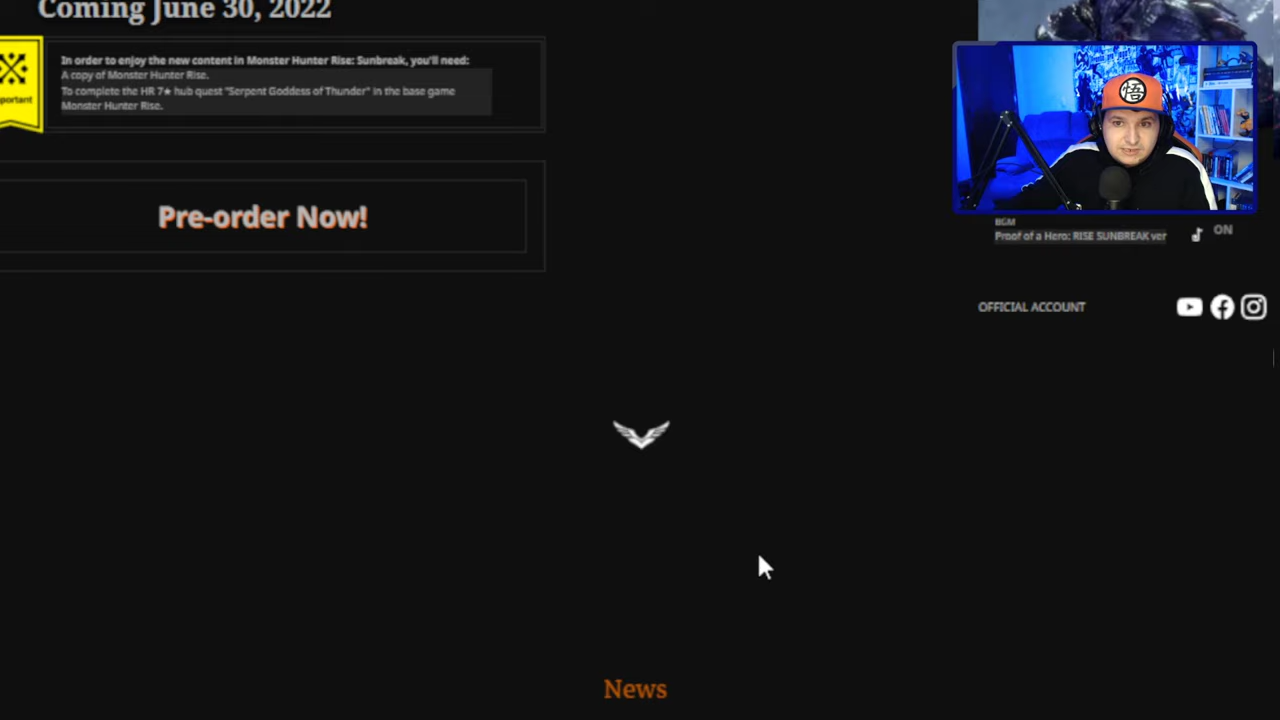 Coming June 30, 2022
In order to enjoy the new content in Monster Hunter Rise: Sunbreak, you'll need:
A copy of Monster Hunter Rise.
To complete the HR 7★ hub quest "Serpent Goddess of Thunder" in the base game
Monster Hunter Rise.
portant
Pre-order Now!
悟
BGM
Proof of a Hero: RISE SUNBREAK ver
ON
OFFICIAL ACCOUNT
News